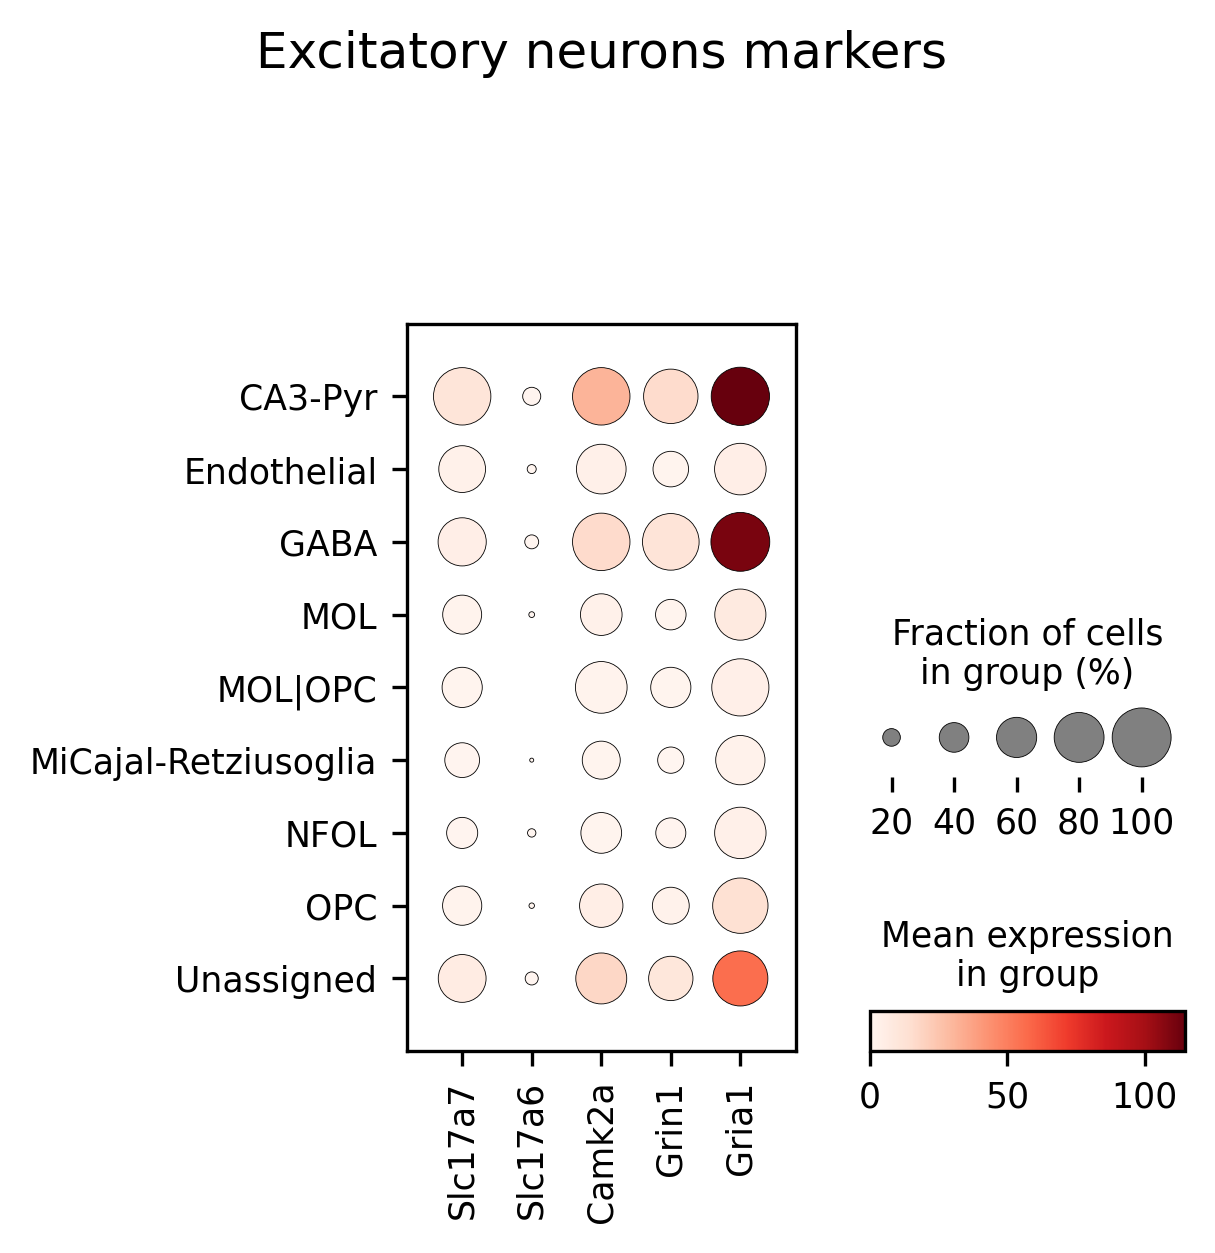 Excitatory neurons markers
CA3-Pyr
Endothelial
GABA
MOL
MOL|OPC
MiCajal-Retziusoglia
NFOL
OPC
Unassigned
Slc17a7
Slc17a6
Camk2a
Grin1
Gria1
Fraction of cells
in group (%)
20 40 60 80 100
Mean expression
in group
0 50 100